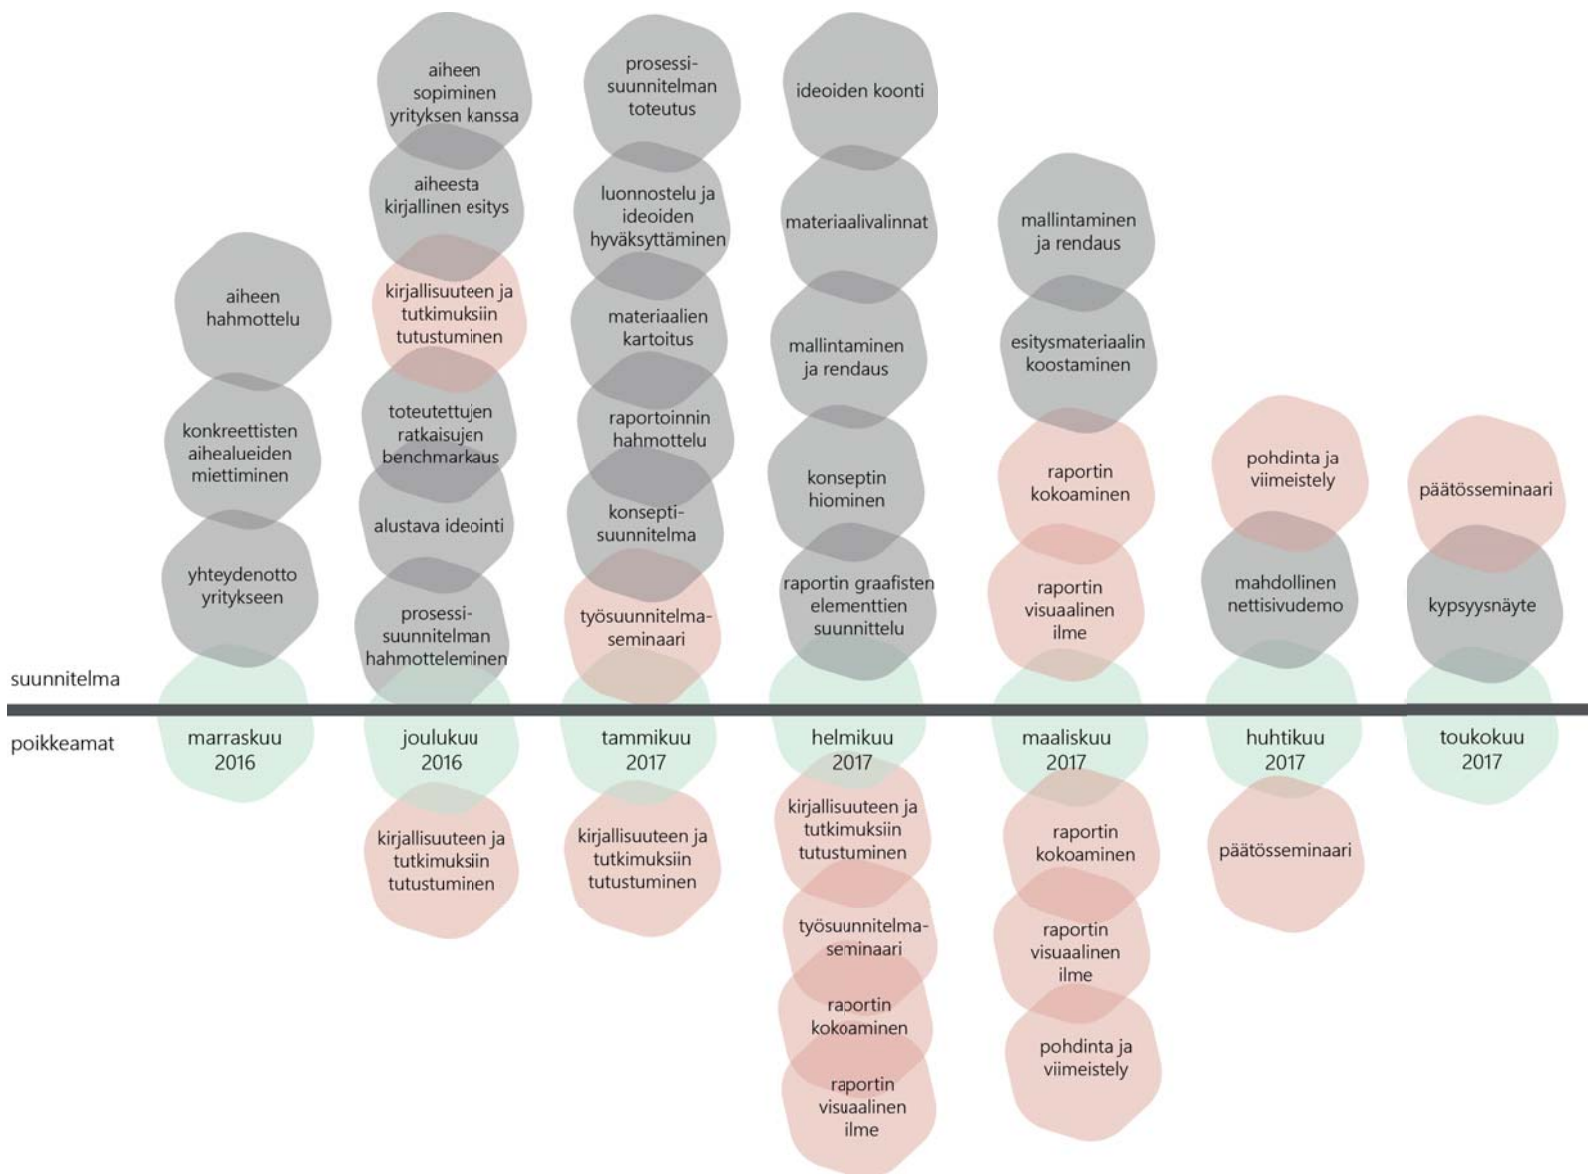 aiheen
hahmottelu
konkreettisten
aihealueiden
miettiminen
yhteydenotto
yritykseen
aiheen
sopiminen
yrityksen kanssa
aiheesta
kirjallinen esitys
kirjallisuuteen ja
tutkimuksiin
tutustuminen
toteutettujen
ratkaisujen
benchmarkaus
alustava ideointi
prosessi-
suunnitelman
hahmotteleminen
prosessi-
suunnitelman
toteutus
luonnostelu ja
ideoiden
hyväksyttäminen
materiaalien
kartoitus
raportoinnin
hahmottelu
konsepti-
suunnitelma
työsuunnitelma-
seminaari
ideoiden koonti
materiaalivalinnat
mallintaminen
ja rendaus
konseptin
hiominen
raportin graafisten
elementtien
suunnittelu
mallintaminen
ja rendaus
esitysmateriaalin
koostaminen
raportin
kokoaminen
raportin
visuaalinen
ilme
pohdinta ja
viimeistely
mahdollinen
nettisivudemo
päätösseminaari
kypsyysnäyte
suunnitelma
poikkeamat
marraskuu
2016
joulukuu
2016
tammikuu
2017
helmikuu
2017
maaliskuu
2017
huhtikuu
2017
toukokuu
2017
kirjallisuuteen ja
tutkimuksiin
tutustuminen
kirjallisuuteen ja
tutkimuksiin
tutustuminen
kirjallisuuteen ja
tutkimuksiin
tutustuminen
työsuunnitelma-
seminaari
raportin
kokoaminen
raportin
visuaalinen
ilme
raportin
kokoaminen
raportin
visuaalinen
ilme
pohdinta ja
viimeistely
päätösseminaari